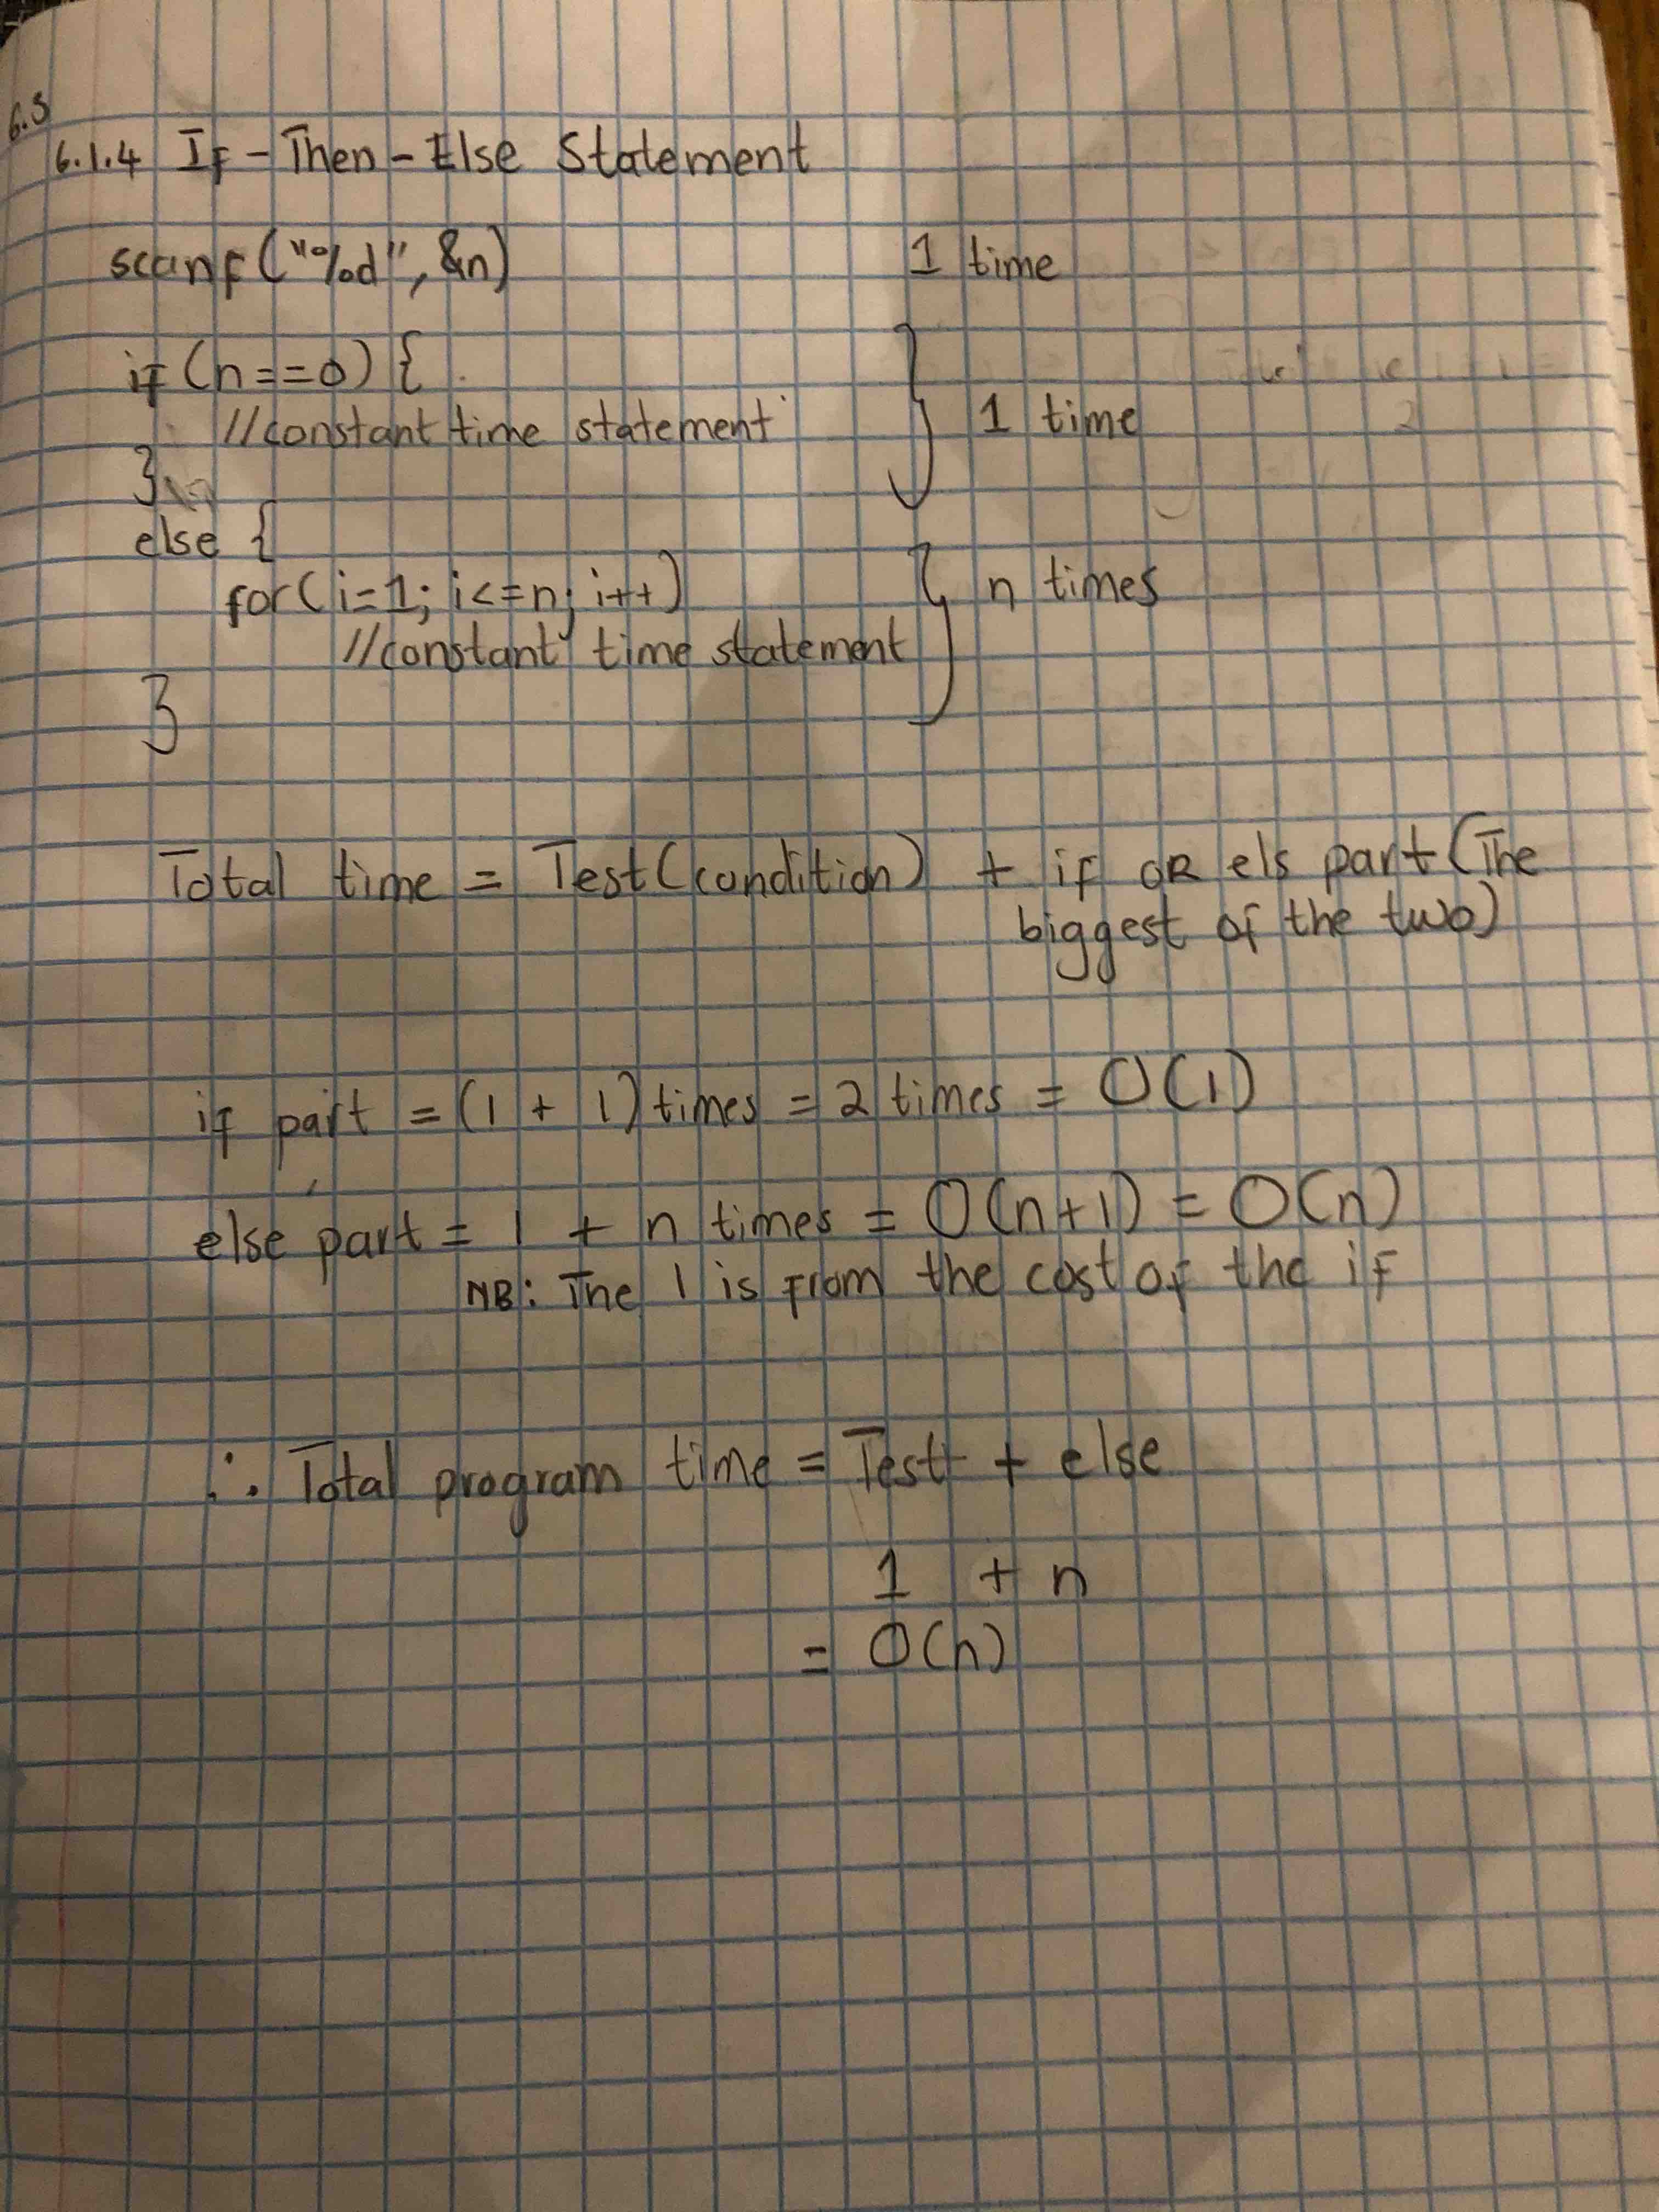 6.3
6.1.4 If-Then-Else Statement
scanf("%d", &n) 1 time
if (n==0) {
//constant time statement 1 time
}
else {
for(i=1; i<=n; i++) n times
//constant time statement
}
Total time = Test(condition) + if OR els part (The
biggest of the two)
if part = (1 + 1) times = 2 times = O(1)
else part = 1 + n times = O(n+1) = O(n)
NB: The 1 is from the cost of the if
∴ Total program time = Test + else
1 + n
= O(n)